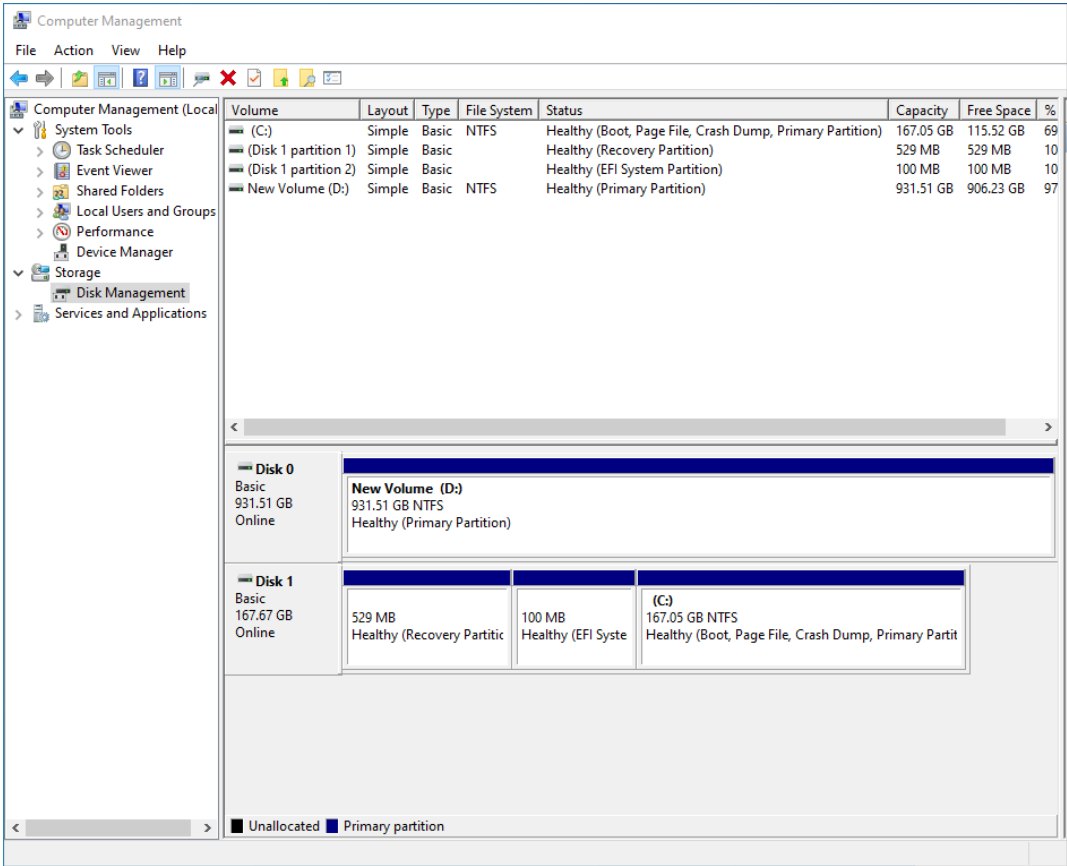 Computer Management
File Action View Help
Computer Management (Local
System Tools
Task Scheduler
Event Viewer
Shared Folders
Local Users and Groups
Performance
Device Manager
Storage
Disk Management
Services and Applications
Volume Layout Type File System Status Capacity Free Space %
(C:) Simple Basic NTFS Healthy (Boot, Page File, Crash Dump, Primary Partition) 167.05 GB 115.52 GB 69
(Disk 1 partition 1) Simple Basic Healthy (Recovery Partition) 529 MB 529 MB 10
(Disk 1 partition 2) Simple Basic Healthy (EFI System Partition) 100 MB 100 MB 10
New Volume (D:) Simple Basic NTFS Healthy (Primary Partition) 931.51 GB 906.23 GB 97
Disk 0
Basic
931.51 GB
Online
New Volume (D:)
931.51 GB NTFS
Healthy (Primary Partition)
Disk 1
Basic
167.67 GB
Online
529 MB
Healthy (Recovery Partitic
100 MB
Healthy (EFI Syste
(C:)
167.05 GB NTFS
Healthy (Boot, Page File, Crash Dump, Primary Partit
Unallocated Primary partition